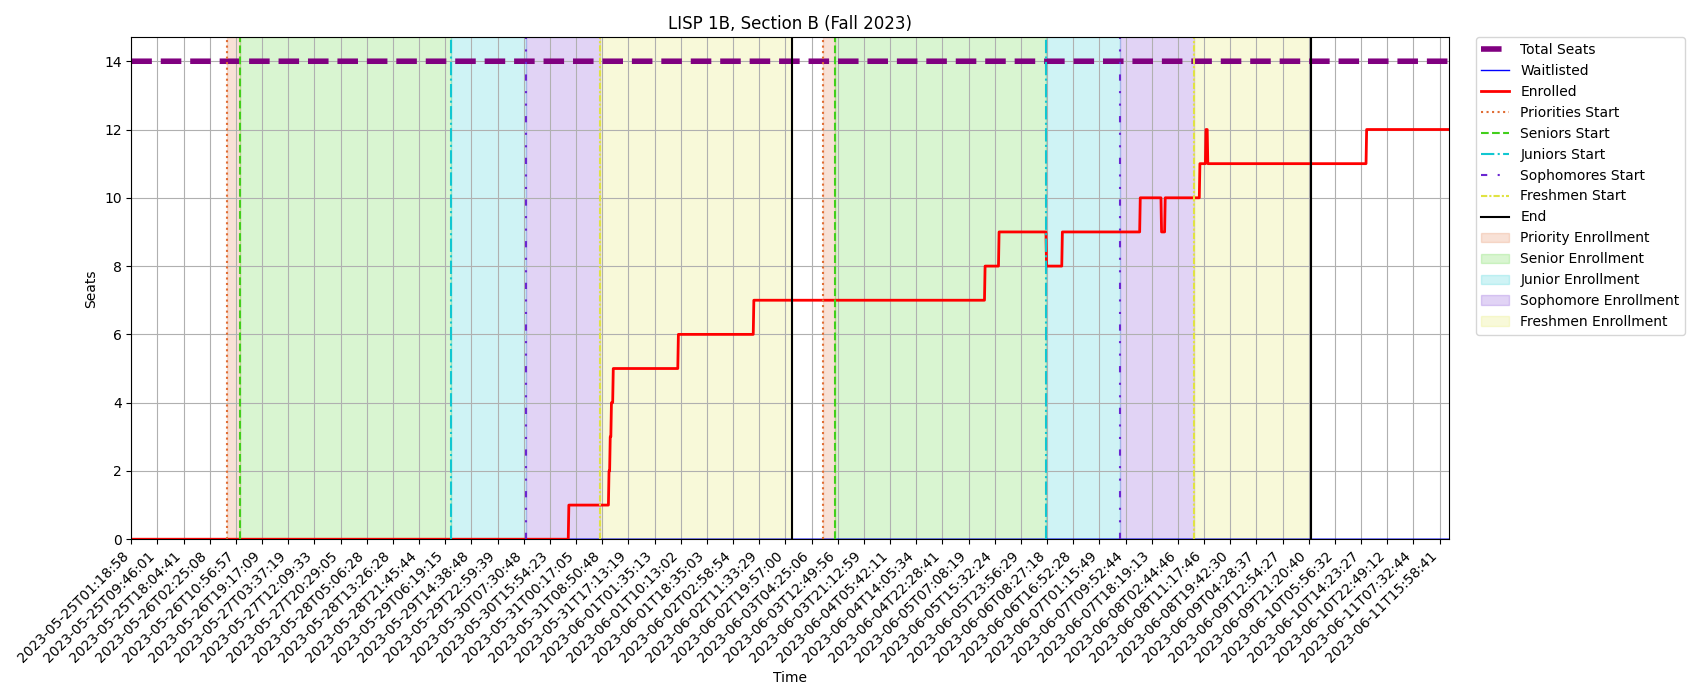 LISP 1B, Section B (Fall 2023)
Total Seats
Waitlisted
Enrolled
Priorities Start
Seniors Start
Juniors Start
Sophomores Start
Freshmen Start
End
Priority Enrollment
Senior Enrollment
Junior Enrollment
Sophomore Enrollment
Freshmen Enrollment
Seats
14
12
10
8
6
4
2
0
2023-05-25T01:18:58
2023-05-25T09:46:01
2023-05-25T18:04:41
2023-05-26T02:25:08
2023-05-26T10:56:57
2023-05-26T19:17:09
2023-05-27T03:37:19
2023-05-27T12:09:33
2023-05-27T20:29:05
2023-05-28T05:06:28
2023-05-28T13:26:28
2023-05-28T21:45:44
2023-05-29T06:19:15
2023-05-29T14:38:48
2023-05-29T22:59:39
2023-05-30T07:30:48
2023-05-30T15:54:23
2023-05-31T00:17:05
2023-05-31T08:50:48
2023-05-31T17:13:19
2023-06-01T01:35:13
2023-06-01T10:13:02
2023-06-01T18:35:03
2023-06-02T02:58:54
2023-06-02T11:33:29
2023-06-02T19:57:00
2023-06-03T04:25:06
2023-06-03T12:49:56
2023-06-03T21:12:59
2023-06-04T05:42:11
2023-06-04T14:05:34
2023-06-04T22:28:41
2023-06-05T07:08:19
2023-06-05T15:32:24
2023-06-05T23:56:29
2023-06-06T08:27:18
2023-06-06T16:52:28
2023-06-07T01:15:49
2023-06-07T09:52:44
2023-06-07T18:19:13
2023-06-08T02:44:46
2023-06-08T11:17:46
2023-06-08T19:42:30
2023-06-09T04:28:37
2023-06-09T12:54:27
2023-06-09T21:20:40
2023-06-10T05:56:32
2023-06-10T14:23:27
2023-06-10T22:49:12
2023-06-11T07:32:44
2023-06-11T15:58:41
Time